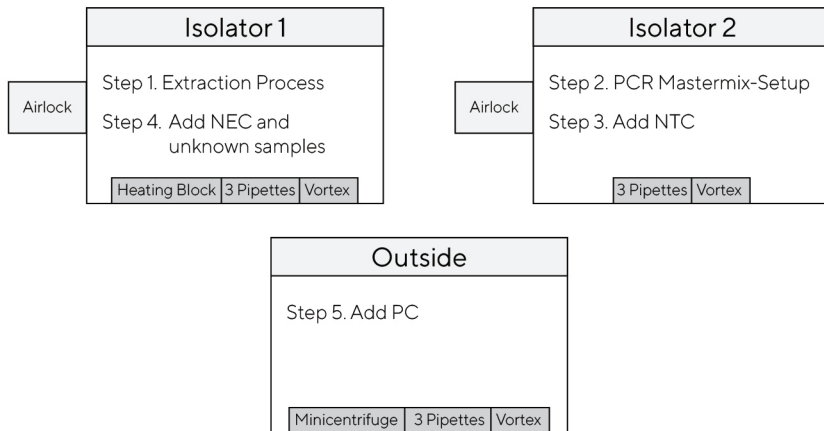 Isolator 1
Airlock
Step 1. Extraction Process
Step 4. Add NEC and
unknown samples
Heating Block 3 Pipettes Vortex
Isolator 2
Airlock
Step 2. PCR Mastermix-Setup
Step 3. Add NTC
3 Pipettes Vortex
Outside
Step 5. Add PC
Minicentrifuge 3 Pipettes Vortex